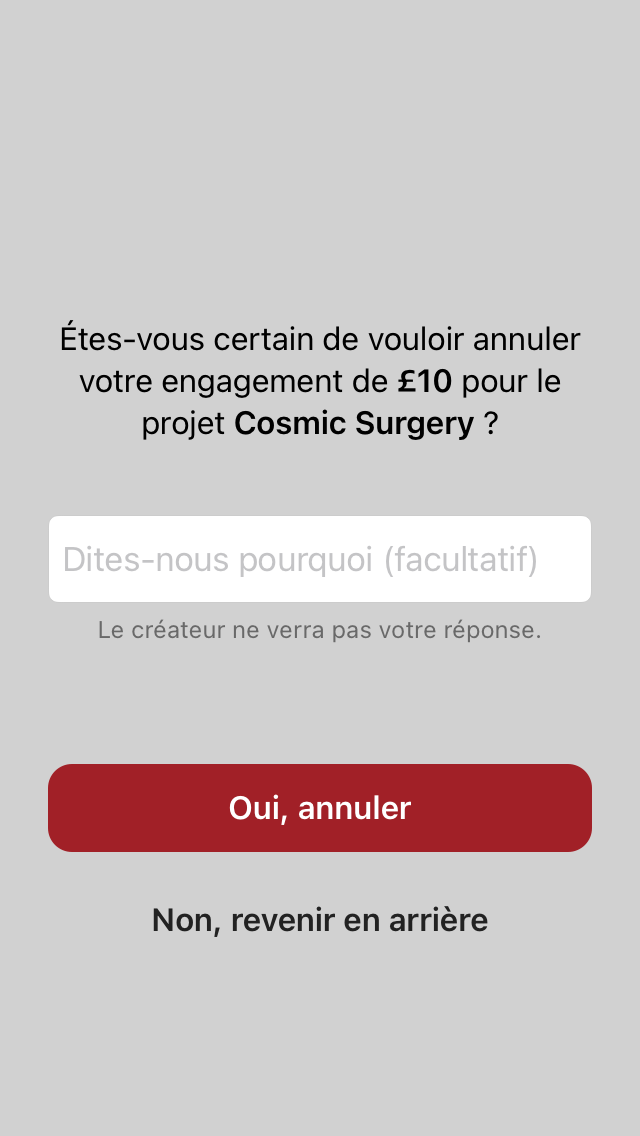 Êtes-vous certain de vouloir annuler
votre engagement de £10 pour le
projet Cosmic Surgery ?
Dites-nous pourquoi (facultatif)
Le créateur ne verra pas votre réponse.
Oui, annuler
Non, revenir en arrière